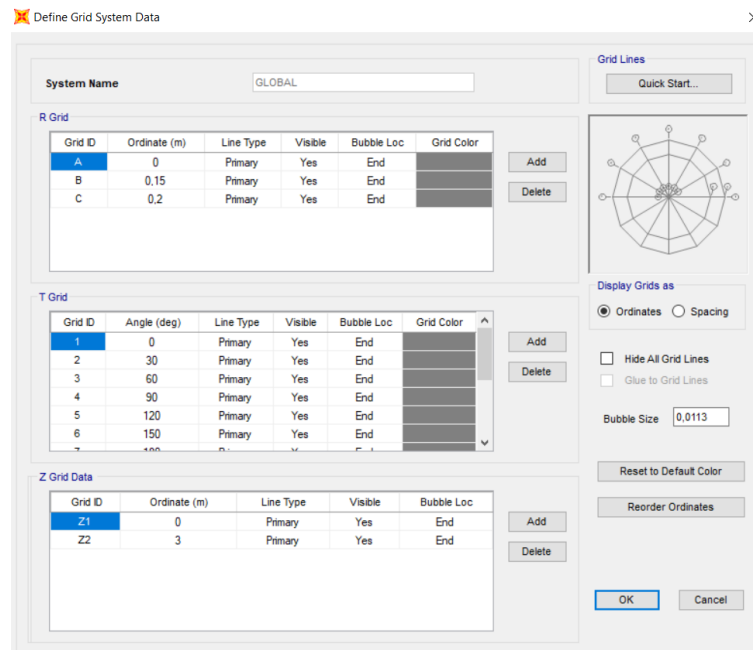 Define Grid System Data
System Name GLOBAL
Grid Lines
Quick Start...
R Grid
Grid ID Ordinate (m) Line Type Visible Bubble Loc Grid Color
A 0 Primary Yes End
B 0,15 Primary Yes End
C 0,2 Primary Yes End
Add
Delete
Display Grids as
Ordinates Spacing
Hide All Grid Lines
Glue to Grid Lines
Bubble Size 0,0113
Reset to Default Color
Reorder Ordinates
T Grid
Grid ID Angle (deg) Line Type Visible Bubble Loc Grid Color
1 0 Primary Yes End
2 30 Primary Yes End
3 60 Primary Yes End
4 90 Primary Yes End
5 120 Primary Yes End
6 150 Primary Yes End
Add
Delete
Z Grid Data
Grid ID Ordinate (m) Line Type Visible Bubble Loc
Z1 0 Primary Yes End
Z2 3 Primary Yes End
Add
Delete
OK Cancel